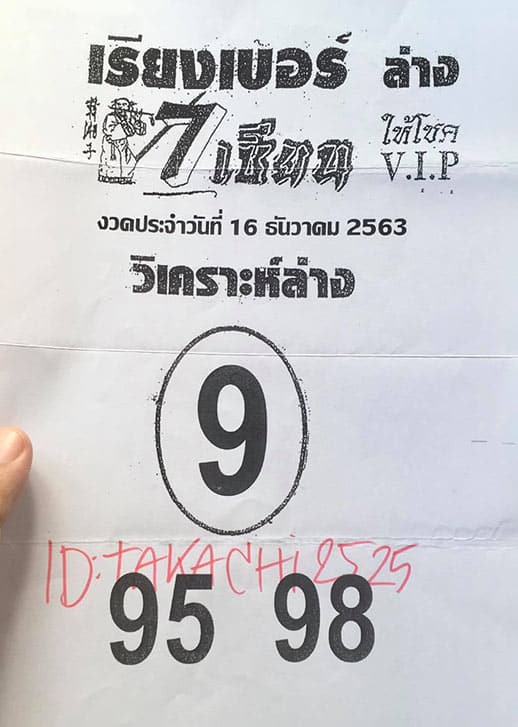 เรียงเบอร์ ล่าง
7 เซียน ให้โชค
V.I.P
งวดประจำวันที่ 16 ธันวาคม 2563
วิเคราะห์ล่าง
9
ID:TAKACHi2525
95 98